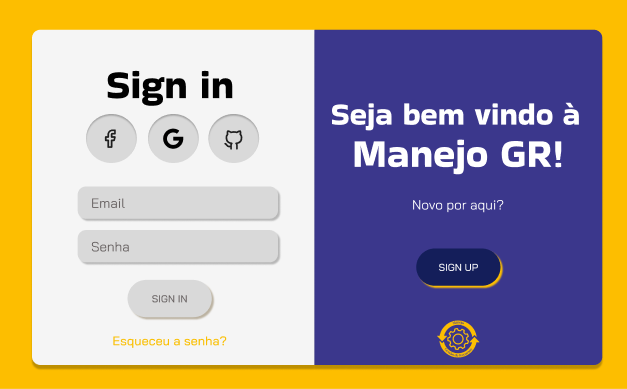 Sign in
Email
Senha
SIGN IN
Esqueceu a senha?
Seja bem vindo à
Manejo GR!
Novo por aqui?
SIGN UP